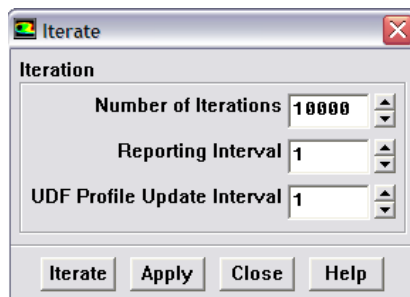 Iterate
Iteration
Number of Iterations 10000
Reporting Interval 1
UDF Profile Update Interval 1
Iterate Apply Close Help